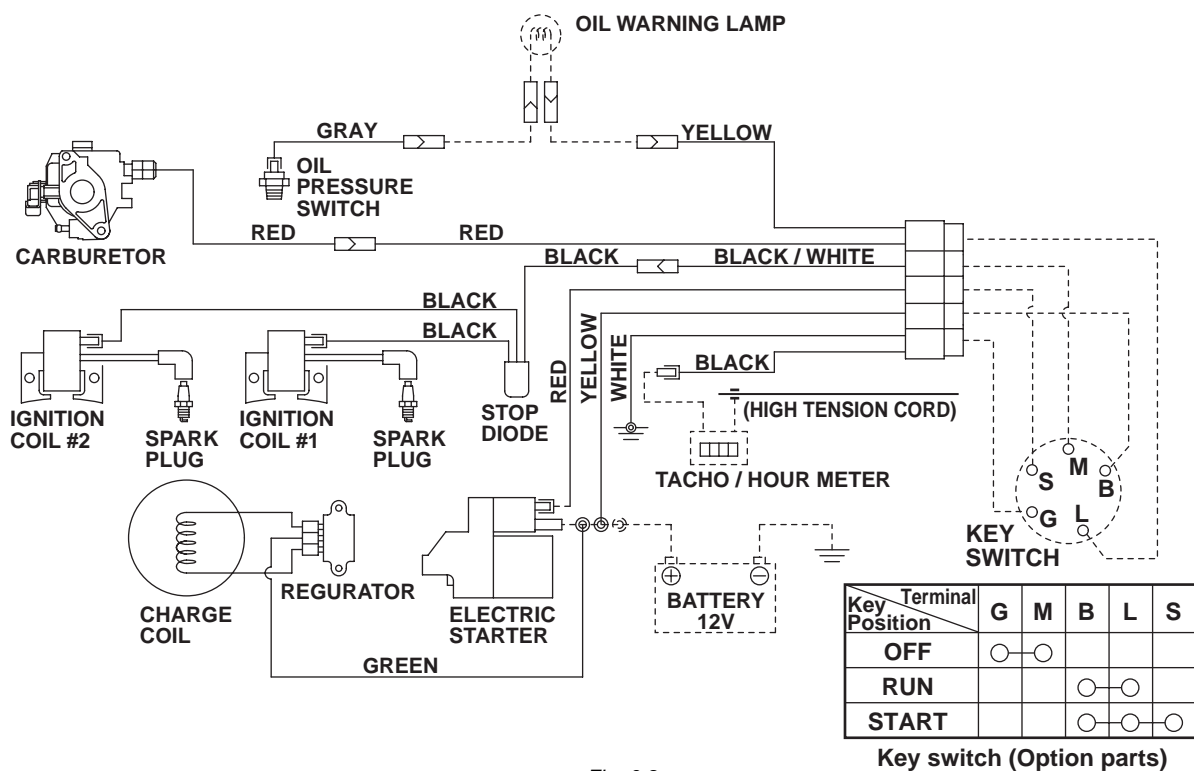 OIL WARNING LAMP
GRAY
YELLOW
OIL
PRESSURE
SWITCH
CARBURETOR
RED
RED
BLACK
BLACK / WHITE
BLACK
BLACK
RED
YELLOW
WHITE
BLACK
(HIGH TENSION CORD)
IGNITION
COIL #2
SPARK
PLUG
IGNITION
COIL #1
SPARK
PLUG
STOP
DIODE
TACHO / HOUR METER
S
M
B
G
L
KEY
SWITCH
CHARGE
COIL
REGURATOR
ELECTRIC
STARTER
BATTERY
12V
GREEN
Key Position Terminal G M B L S
OFF
RUN
START
Key switch (Option parts)